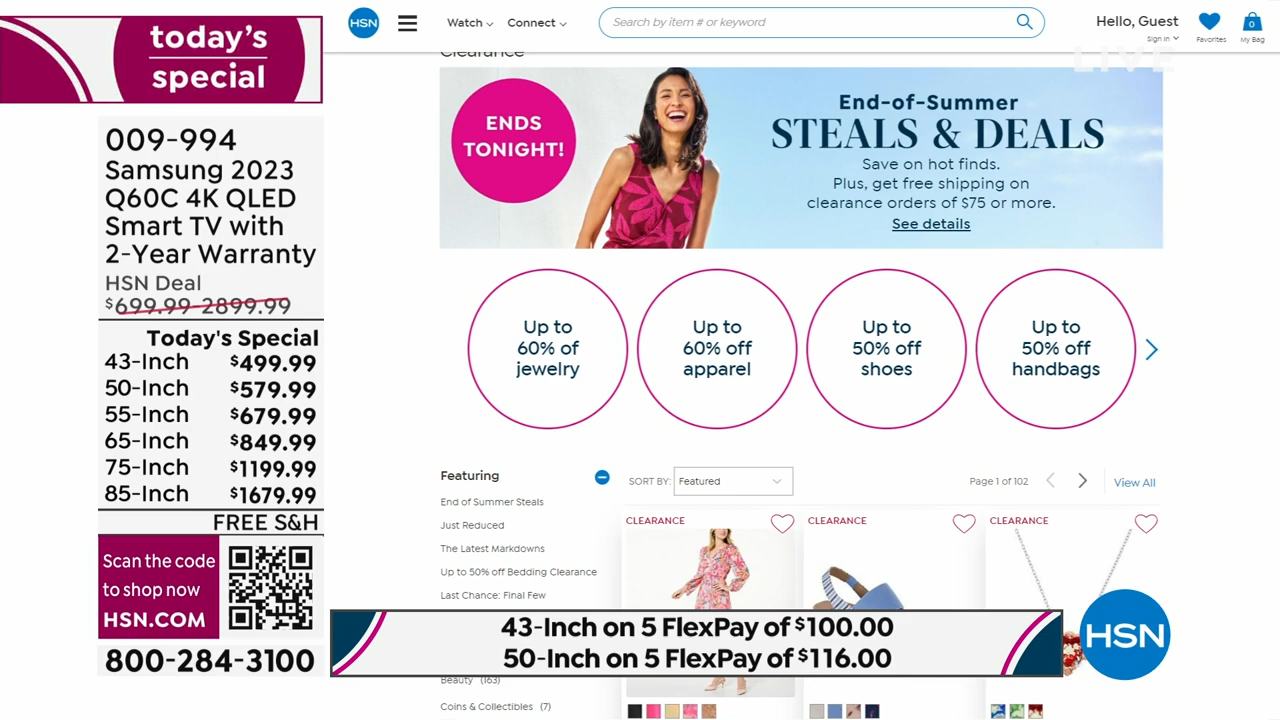 today's
special
009-994
Samsung 2023
Q60C 4K QLED
Smart TV with
2-Year Warranty
HSN Deal
$699.99-2899.99
Today's Special
43-Inch $499.99
50-Inch $579.99
55-Inch $679.99
65-Inch $849.99
75-Inch $1199.99
85-Inch $1679.99
FREE S&H
Scan the code
to shop now
HSN.COM
800-284-3100
HSN
Watch
Connect
Search by item # or keyword
Hello, Guest
Sign In
Favorites
0
My Bag
LIVE
Clearance
ENDS
TONIGHT!
End-of-Summer
STEALS & DEALS
Save on hot finds.
Plus, get free shipping on
clearance orders of $75 or more.
See details
Up to
60% of
jewelry
Up to
60% off
apparel
Up to
50% off
shoes
Up to
50% off
handbags
Featuring
End of Summer Steals
Just Reduced
The Latest Markdowns
Up to 50% off Bedding Clearance
Last Chance: Final Few
Beauty (163)
Coins & Collectibles (7)
SORT BY: Featured
Page 1 of 102
View All
CLEARANCE
CLEARANCE
CLEARANCE
43-Inch on 5 FlexPay of $100.00
50-Inch on 5 FlexPay of $116.00
HSN